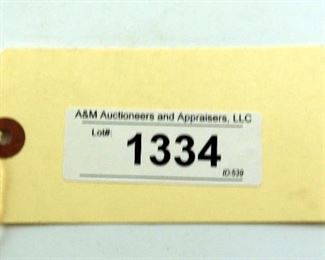 A&M Auctioneers and Appraisers, LLC
Lot#:
1334
ID:539